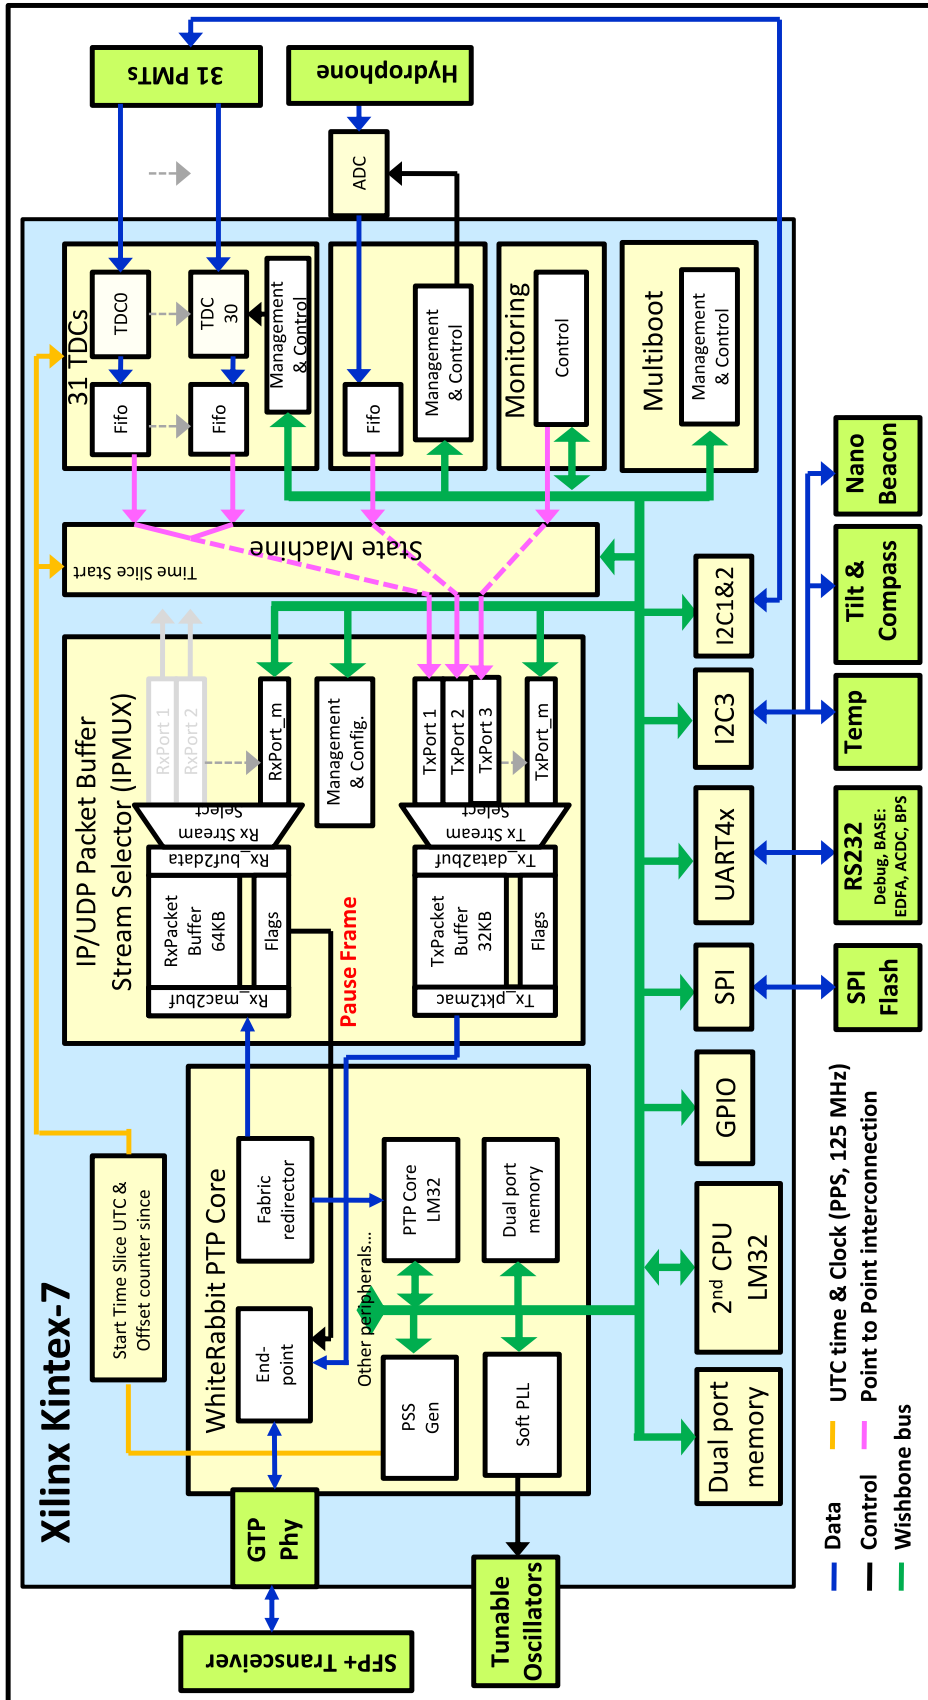 Xilinx Kintex-7
SFP+ Transceiver
GTP
Phy
Tunable
Oscillators
Start Time Slice UTC &
Offset counter since
WhiteRabbit PTP Core
End-
point
Fabric
redirector
Other peripherals...
PSS
Gen
PTP Core
LM32
Soft PLL
Dual port
memory
IP/UDP Packet Buffer
Stream Selector (IPMUX)
Rx_mac2buf
RxPacket
Buffer
64KB
Flags
Rx_buf2data
Rx Stream
Select
RxPort 1
RxPort 2
RxPort_m
Management
& Config.
Pause Frame
Tx_pkt2mac
TxPacket
Buffer
32KB
Flags
Tx_data2buf
Tx Stream
Select
TxPort 1
TxPort 2
TxPort 3
TxPort_m
Time Slice Start
State Machine
31 TDCs
Fifo
TDC0
Fifo
TDC
30
Management
& Control
Fifo
Management
& Control
ADC
Monitoring
Control
Multiboot
Management
& Control
31 PMTs
Hydrophone
Dual port
memory
2nd CPU
LM32
GPIO
SPI
UART4x
I2C3
I2C1&2
SPI
Flash
RS232
Debug, BASE:
EDFA, ACDC, BPS
Temp
Tilt &
Compass
Nano
Beacon
Data
UTC time & Clock (PPS, 125 MHz)
Control
Point to Point interconnection
Wishbone bus